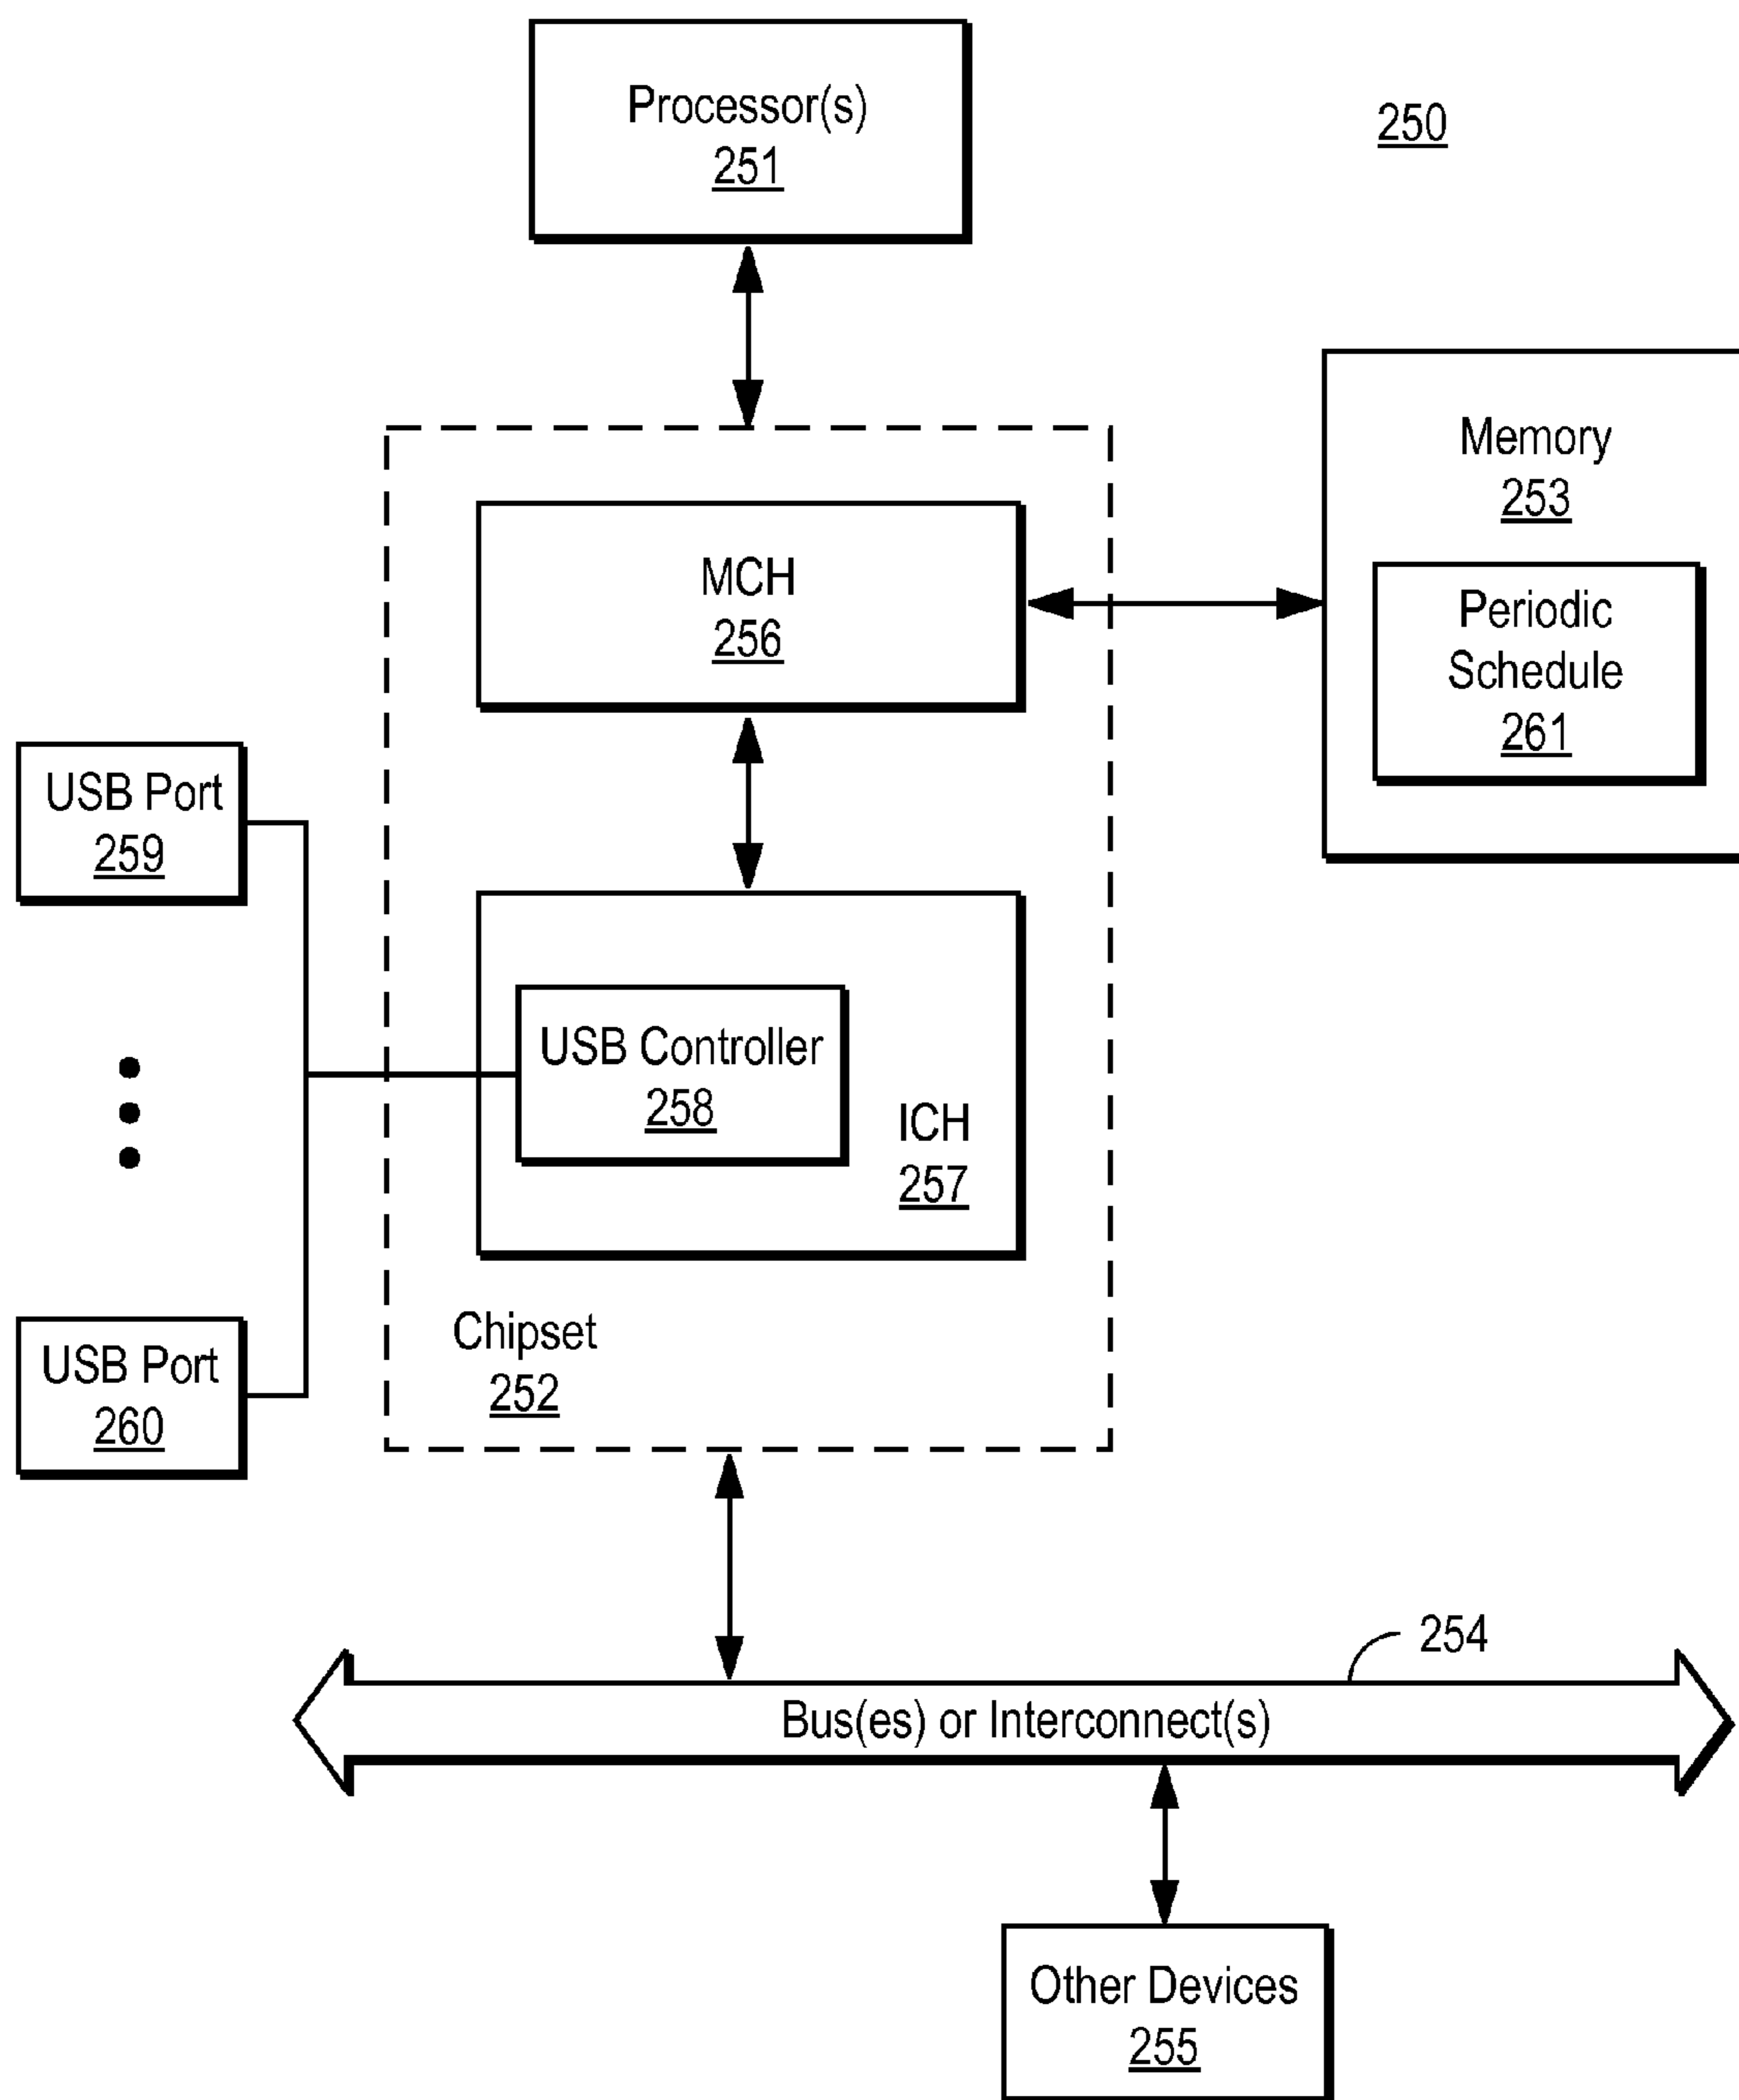 Processor(s)
251
250
Memory
253
Periodic
Schedule
261
MCH
256
USB Port
259
USB Controller
258
ICH
257
Chipset
252
USB Port
260
254
Bus(es) or Interconnect(s)
Other Devices
255